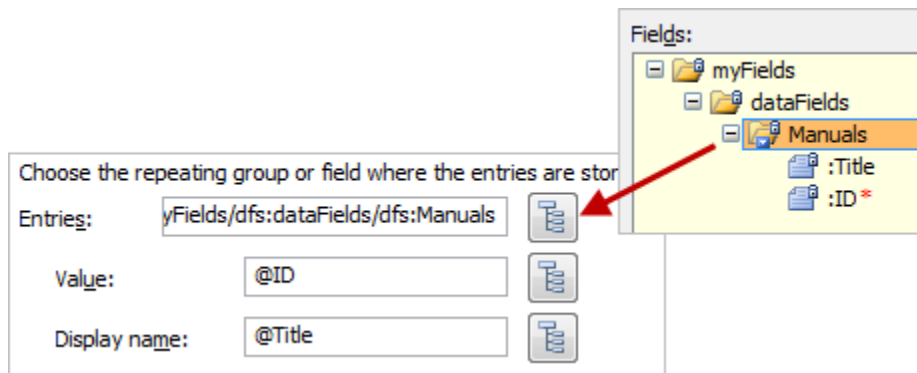 Fields:
myFields
dataFields
Manuals
:Title
:ID*
Choose the repeating group or field where the entries are stor
Entries: yFields/dfs:dataFields/dfs:Manuals
Value: @ID
Display name: @Title